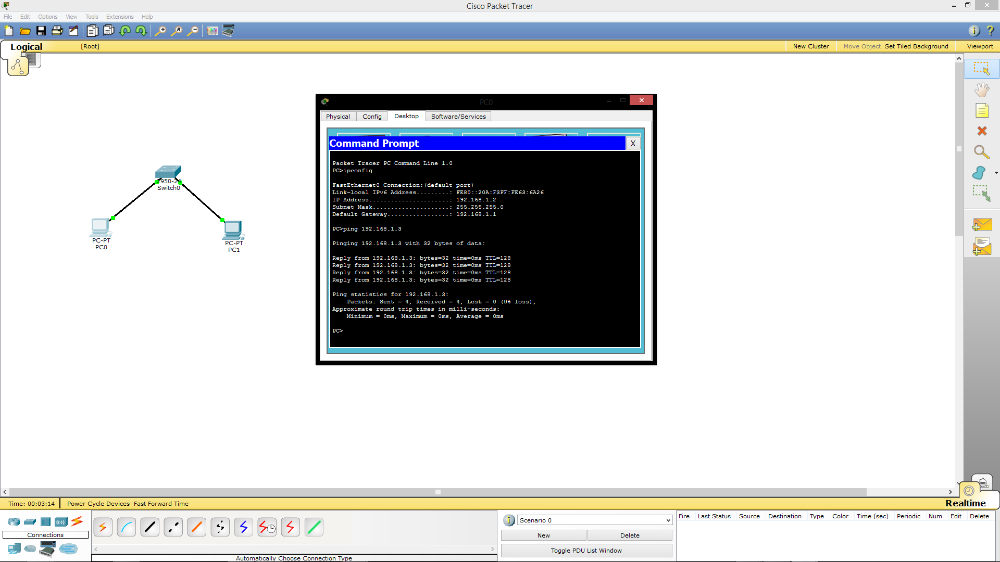 Cisco Packet Tracer
File Edit Options View Tools Extensions Help
Logical [Root] New Cluster Move Object Set Tiled Background Viewport
PC0
Physical Config Desktop Software/Services
Command Prompt X
Packet Tracer PC Command Line 1.0
PC>ipconfig
FastEthernet0 Connection:(default port)
Link-local IPv6 Address.........: FE80::20A:F3FF:FE63:6A26
IP Address......................: 192.168.1.2
Subnet Mask.....................: 255.255.255.0
Default Gateway.................: 192.168.1.1
PC>ping 192.168.1.3
Pinging 192.168.1.3 with 32 bytes of data:
Reply from 192.168.1.3: bytes=32 time=0ms TTL=128
Reply from 192.168.1.3: bytes=32 time=0ms TTL=128
Reply from 192.168.1.3: bytes=32 time=0ms TTL=128
Reply from 192.168.1.3: bytes=32 time=0ms TTL=128
Ping statistics for 192.168.1.3:
Packets: Sent = 4, Received = 4, Lost = 0 (0% loss),
Approximate round trip times in milli-seconds:
Minimum = 0ms, Maximum = 0ms, Average = 0ms
PC>
2950-24
Switch0
PC-PT
PC0
PC-PT
PC1
Realtime
Time: 00:03:14 Power Cycle Devices Fast Forward Time
Connections
Automatically Choose Connection Type
Scenario 0
New Delete
Toggle PDU List Window
Fire Last Status Source Destination Type Color Time (sec) Periodic Num Edit Delete